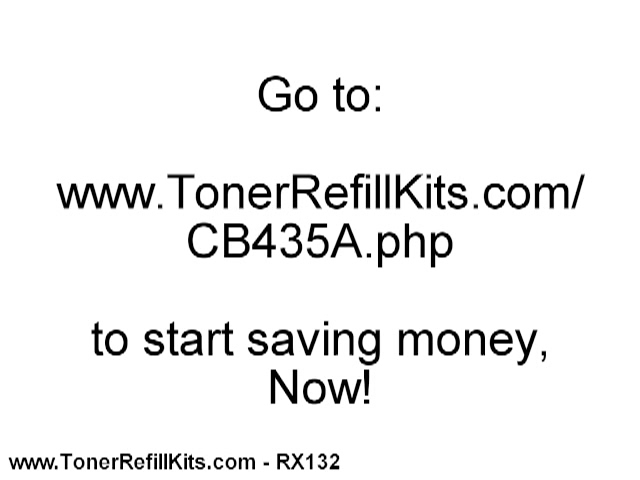 Go to:
www.TonerRefillKits.com/
CB435A.php
to start saving money,
Now!
www.TonerRefillKits.com - RX132